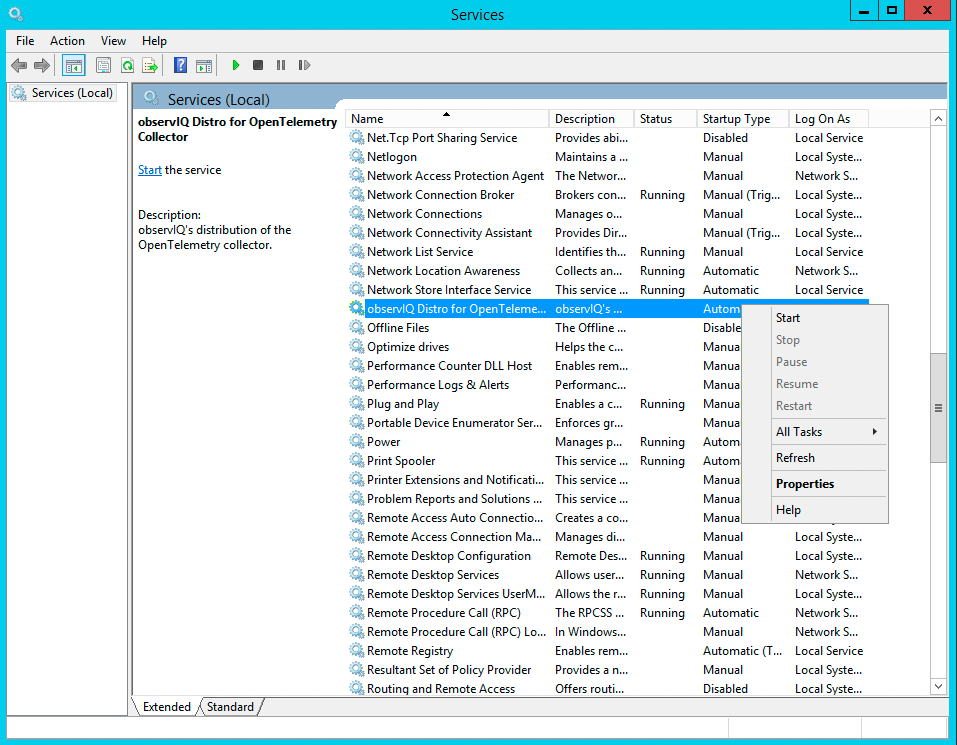 Services
File Action View Help
Services (Local)
Services (Local)
observIQ Distro for OpenTelemetry
Collector
Start the service
Description:
observIQ's distribution of the
OpenTelemetry collector.
Name Description Status Startup Type Log On As
Net.Tcp Port Sharing Service Provides abi... Disabled Local Service
Netlogon Maintains a ... Manual Local Syste...
Network Access Protection Agent The Networ... Manual Network S...
Network Connection Broker Brokers con... Running Manual (Trig... Local Syste...
Network Connections Manages o... Manual Local Syste...
Network Connectivity Assistant Provides Dir... Manual (Trig... Local Syste...
Network List Service Identifies th... Running Manual Local Service
Network Location Awareness Collects an... Running Automatic Network S...
Network Store Interface Service This service ... Running Automatic Local Service
observIQ Distro for OpenTeleme... observIQ's ... Autom
Offline Files The Offline ... Disable
Optimize drives Helps the c... Manua
Performance Counter DLL Host Enables rem... Manua
Performance Logs & Alerts Performanc... Manua
Plug and Play Enables a c... Running Manua
Portable Device Enumerator Ser... Enforces gr... Manua
Power Manages p... Running Autom
Print Spooler This service ... Running Autom
Printer Extensions and Notificati... This service ... Manua
Problem Reports and Solutions ... This service ... Manua
Remote Access Auto Connectio... Creates a co... Manua
Remote Access Connection Ma... Manages di... Manual Local Syste...
Remote Desktop Configuration Remote Des... Running Manual Local Syste...
Remote Desktop Services Allows user... Running Manual Network S...
Remote Desktop Services UserM... Allows the r... Running Manual Local Syste...
Remote Procedure Call (RPC) The RPCSS ... Running Automatic Network S...
Remote Procedure Call (RPC) Lo... In Windows... Manual Network S...
Remote Registry Enables rem... Automatic (T... Local Service
Resultant Set of Policy Provider Provides a n... Manual Local Syste...
Routing and Remote Access Offers routi... Disabled Local Syste...
Start
Stop
Pause
Resume
Restart
All Tasks
Refresh
Properties
Help
Extended Standard